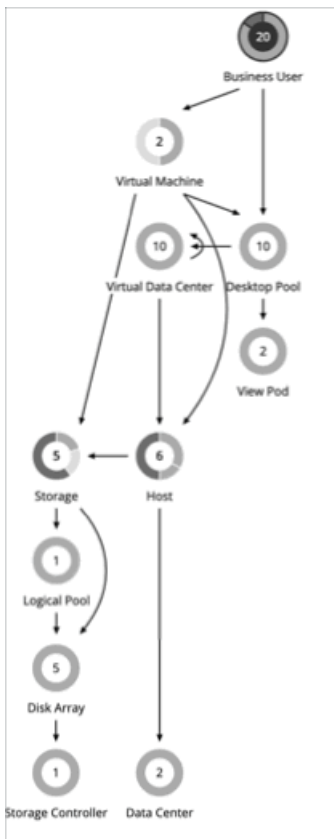 20
Business User
2
Virtual Machine
10
10
Virtual Data Center
Desktop Pool
2
View Pod
5
6
Storage
Host
1
Logical Pool
5
Disk Array
1
2
Storage Controller
Data Center